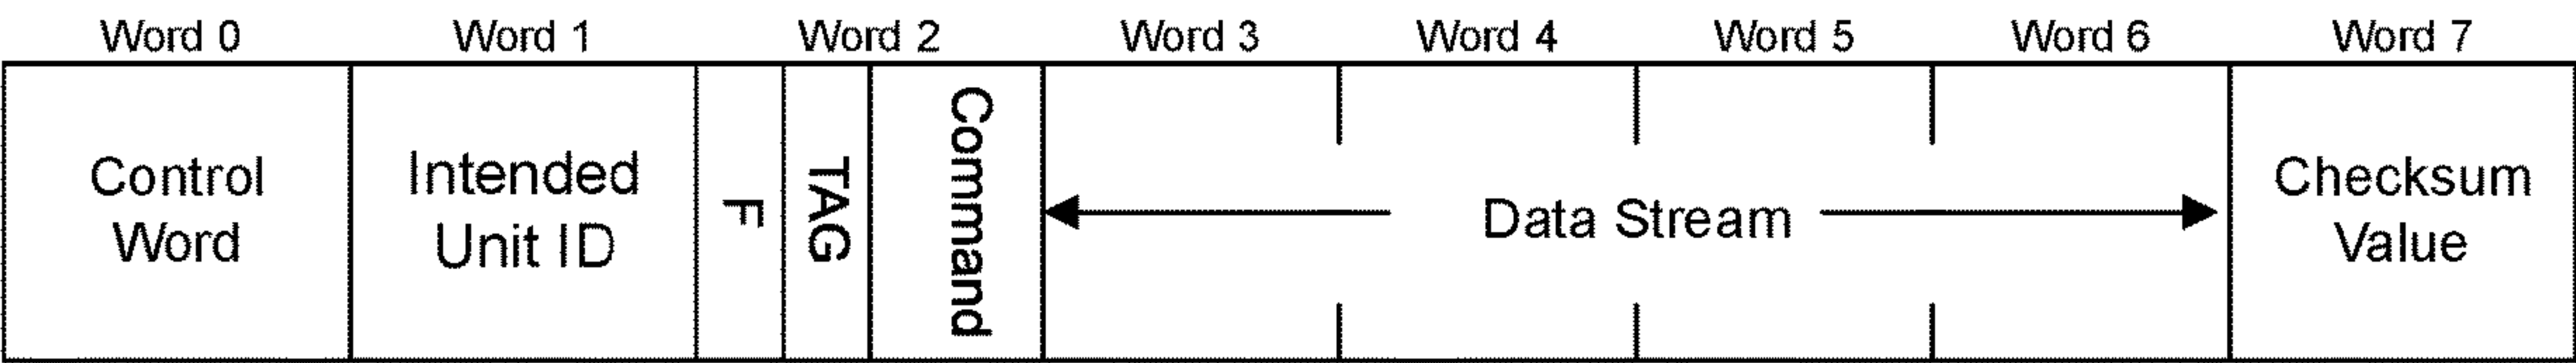 Word 0 Word 1 Word 2 Word 3 Word 4 Word 5 Word 6 Word 7
Control
Word
Intended
Unit ID
F
TAG
Command
Data Stream
Checksum
Value